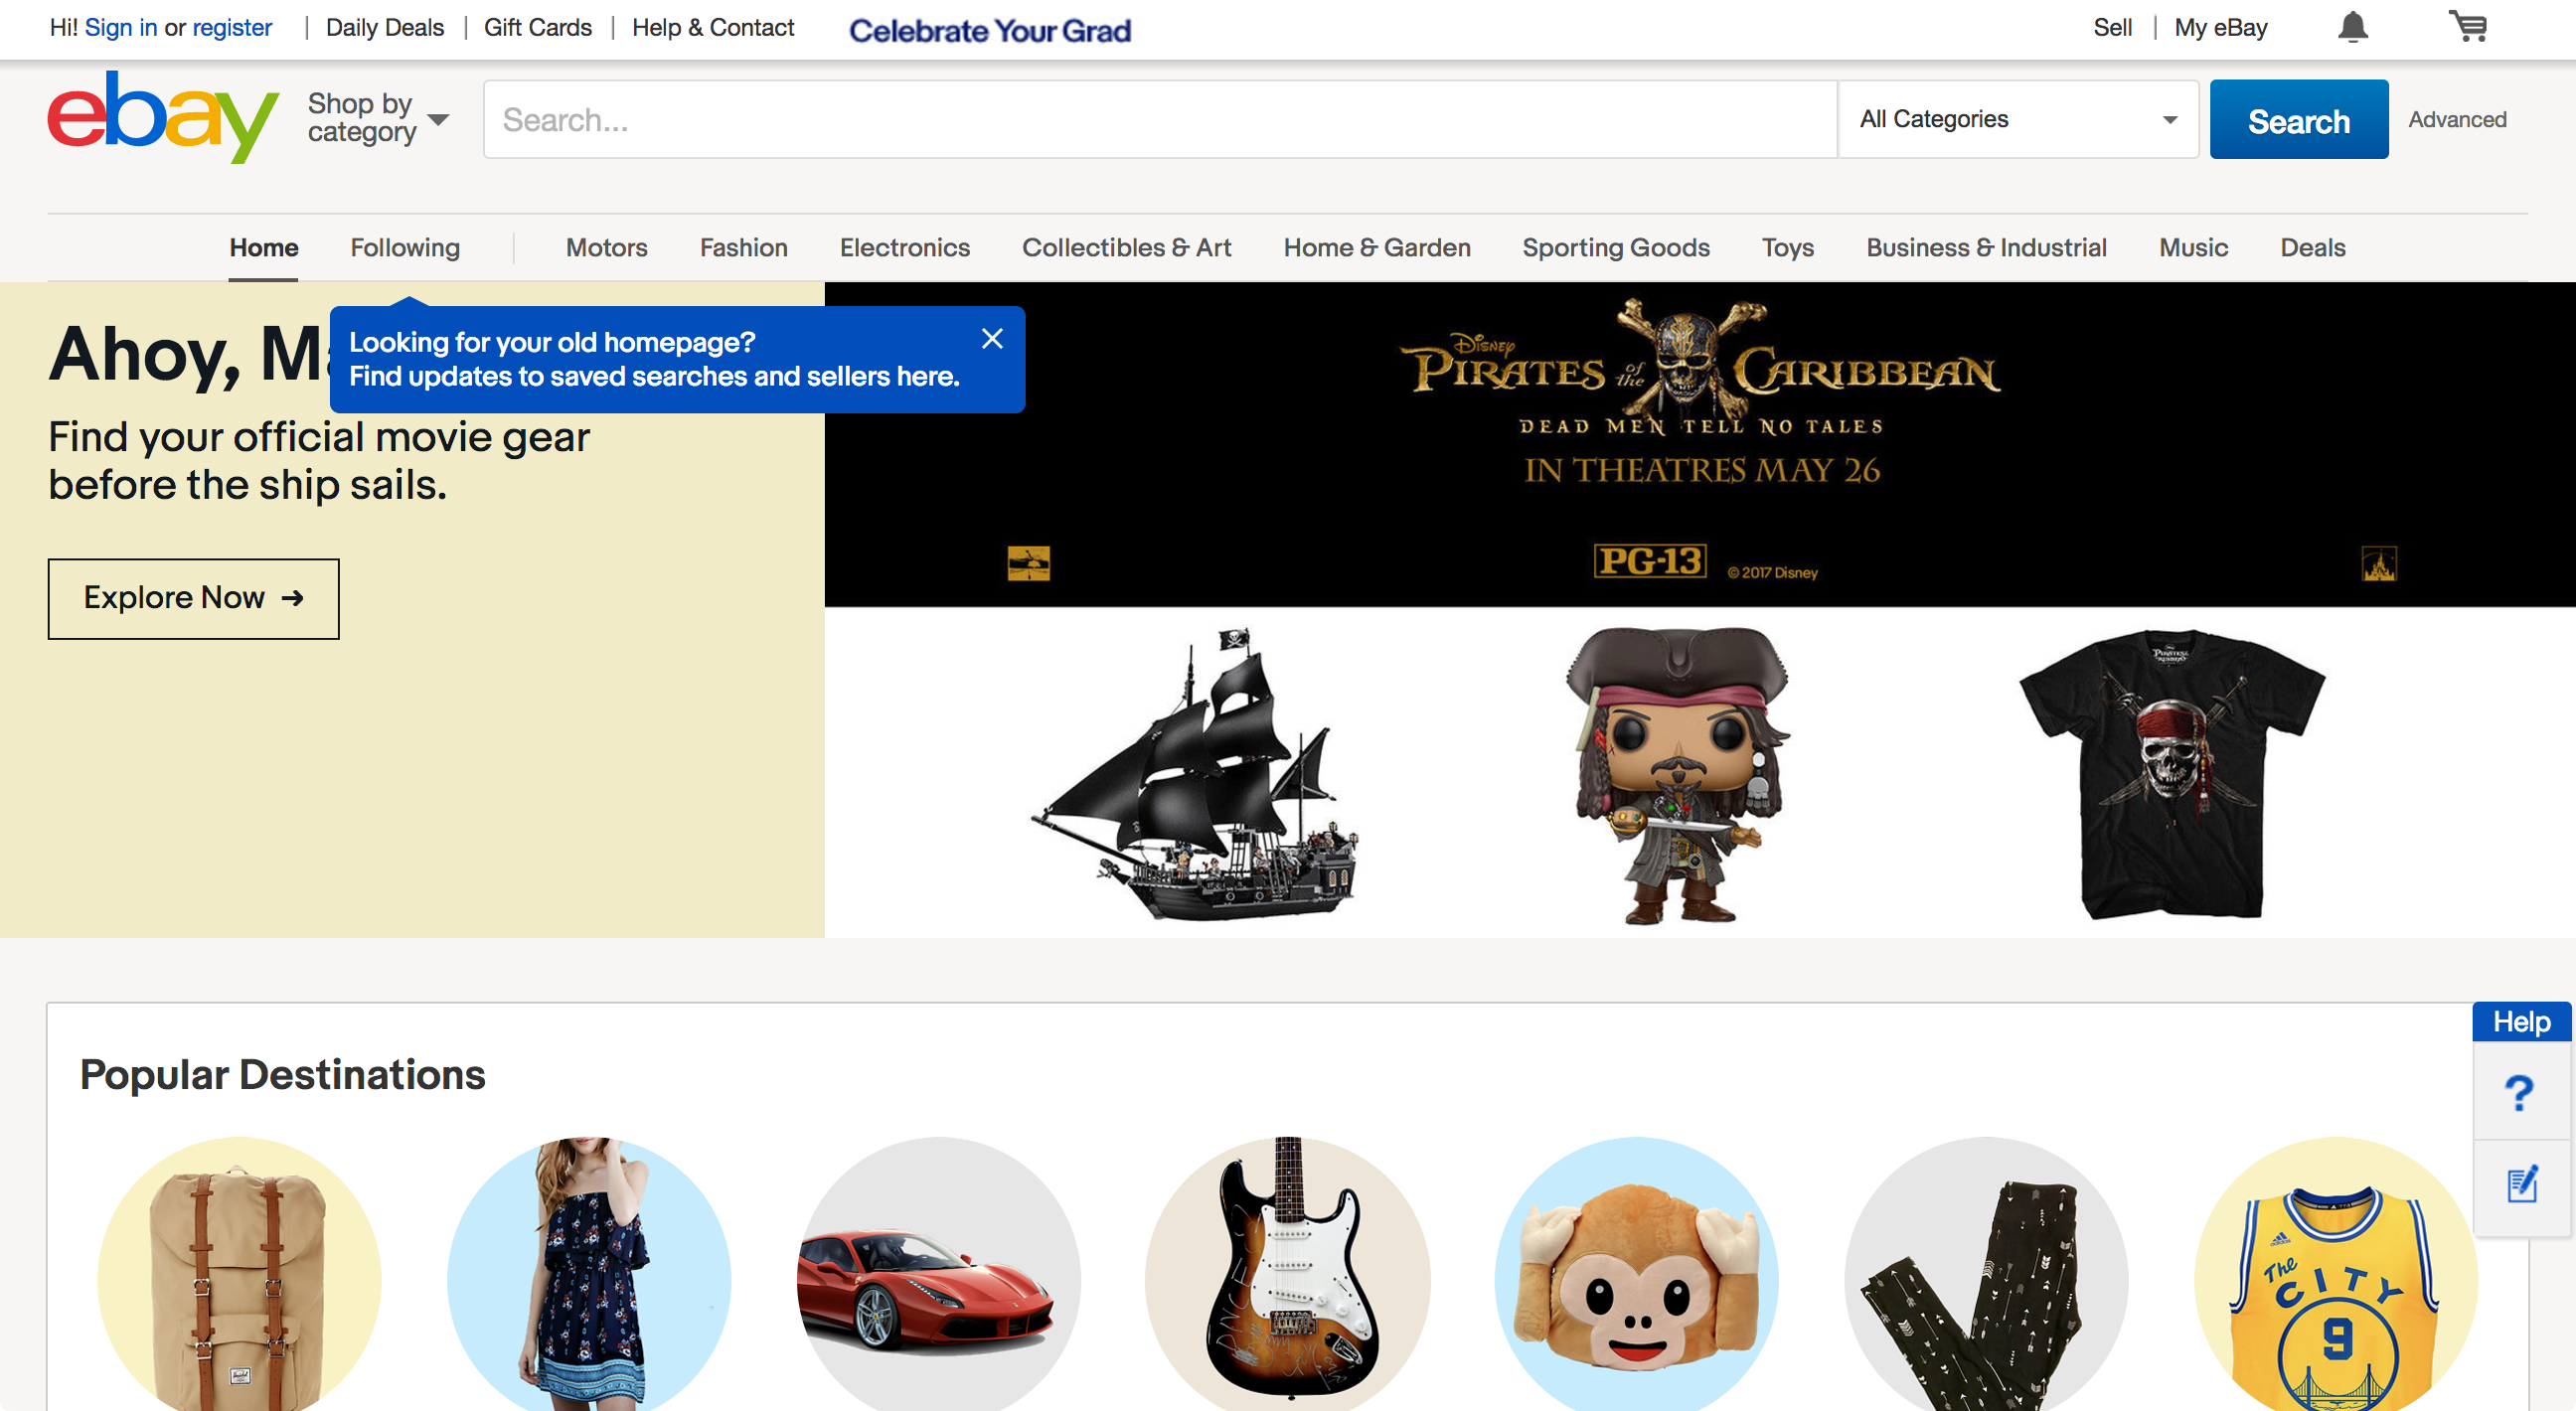 Hi! Sign in or register | Daily Deals | Gift Cards | Help & Contact
Celebrate Your Grad
Sell | My eBay
ebay
Shop by
category
Search...
All Categories
Search
Advanced
Home
Following
Motors
Fashion
Electronics
Collectibles & Art
Home & Garden
Sporting Goods
Toys
Business & Industrial
Music
Deals
Ahoy,
Looking for your old homepage?
Find updates to saved searches and sellers here.
Find your official movie gear
before the ship sails.
Explore Now →
Disney
PIRATES of the CARIBBEAN
DEAD MEN TELL NO TALES
IN THEATRES MAY 26
PG-13
© 2017 Disney
Popular Destinations
Help
?
adidas
The
CITY
9